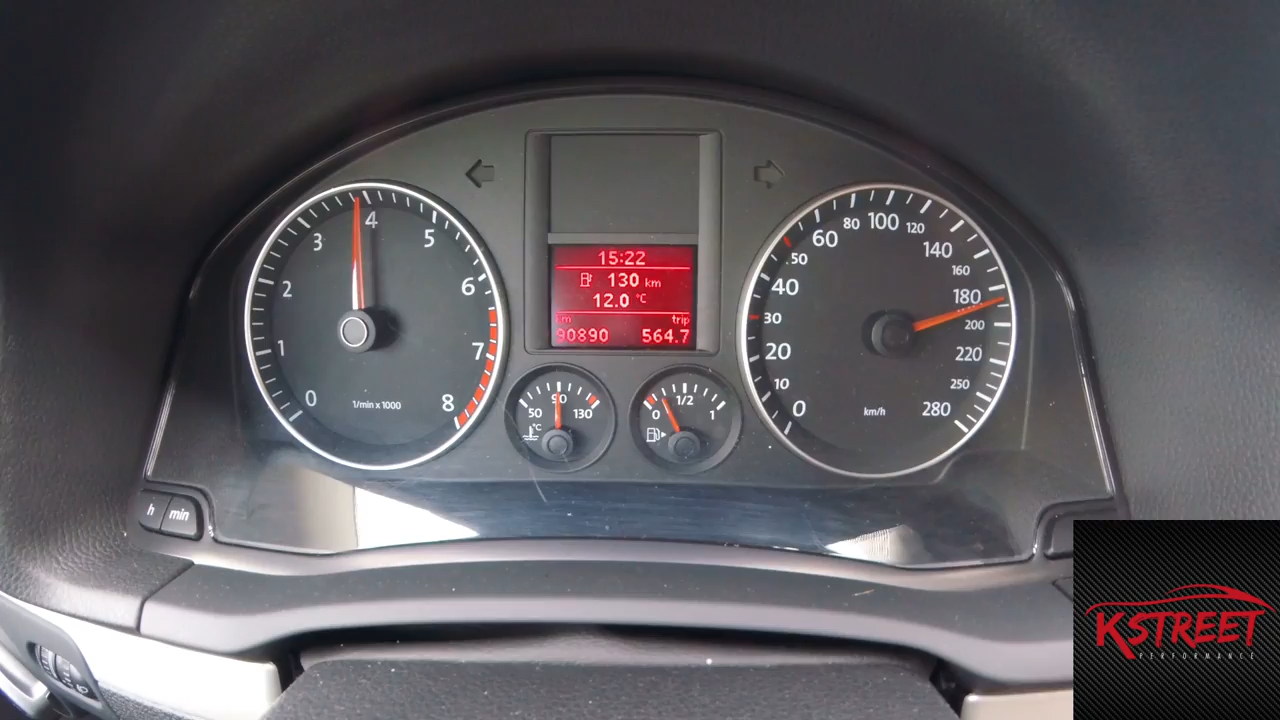 15:22
130 km
12.0 °C
m trip
90890 564.7
0 1 2 3 4 5 6 7 8
1/min x 1000
50 90 130
°C
0 1/2 1
0 10 20 30 40 50 60 80 100 120 140 160 180 200 220 250 280
km/h
h min
KSTREET
PERFORMANCE